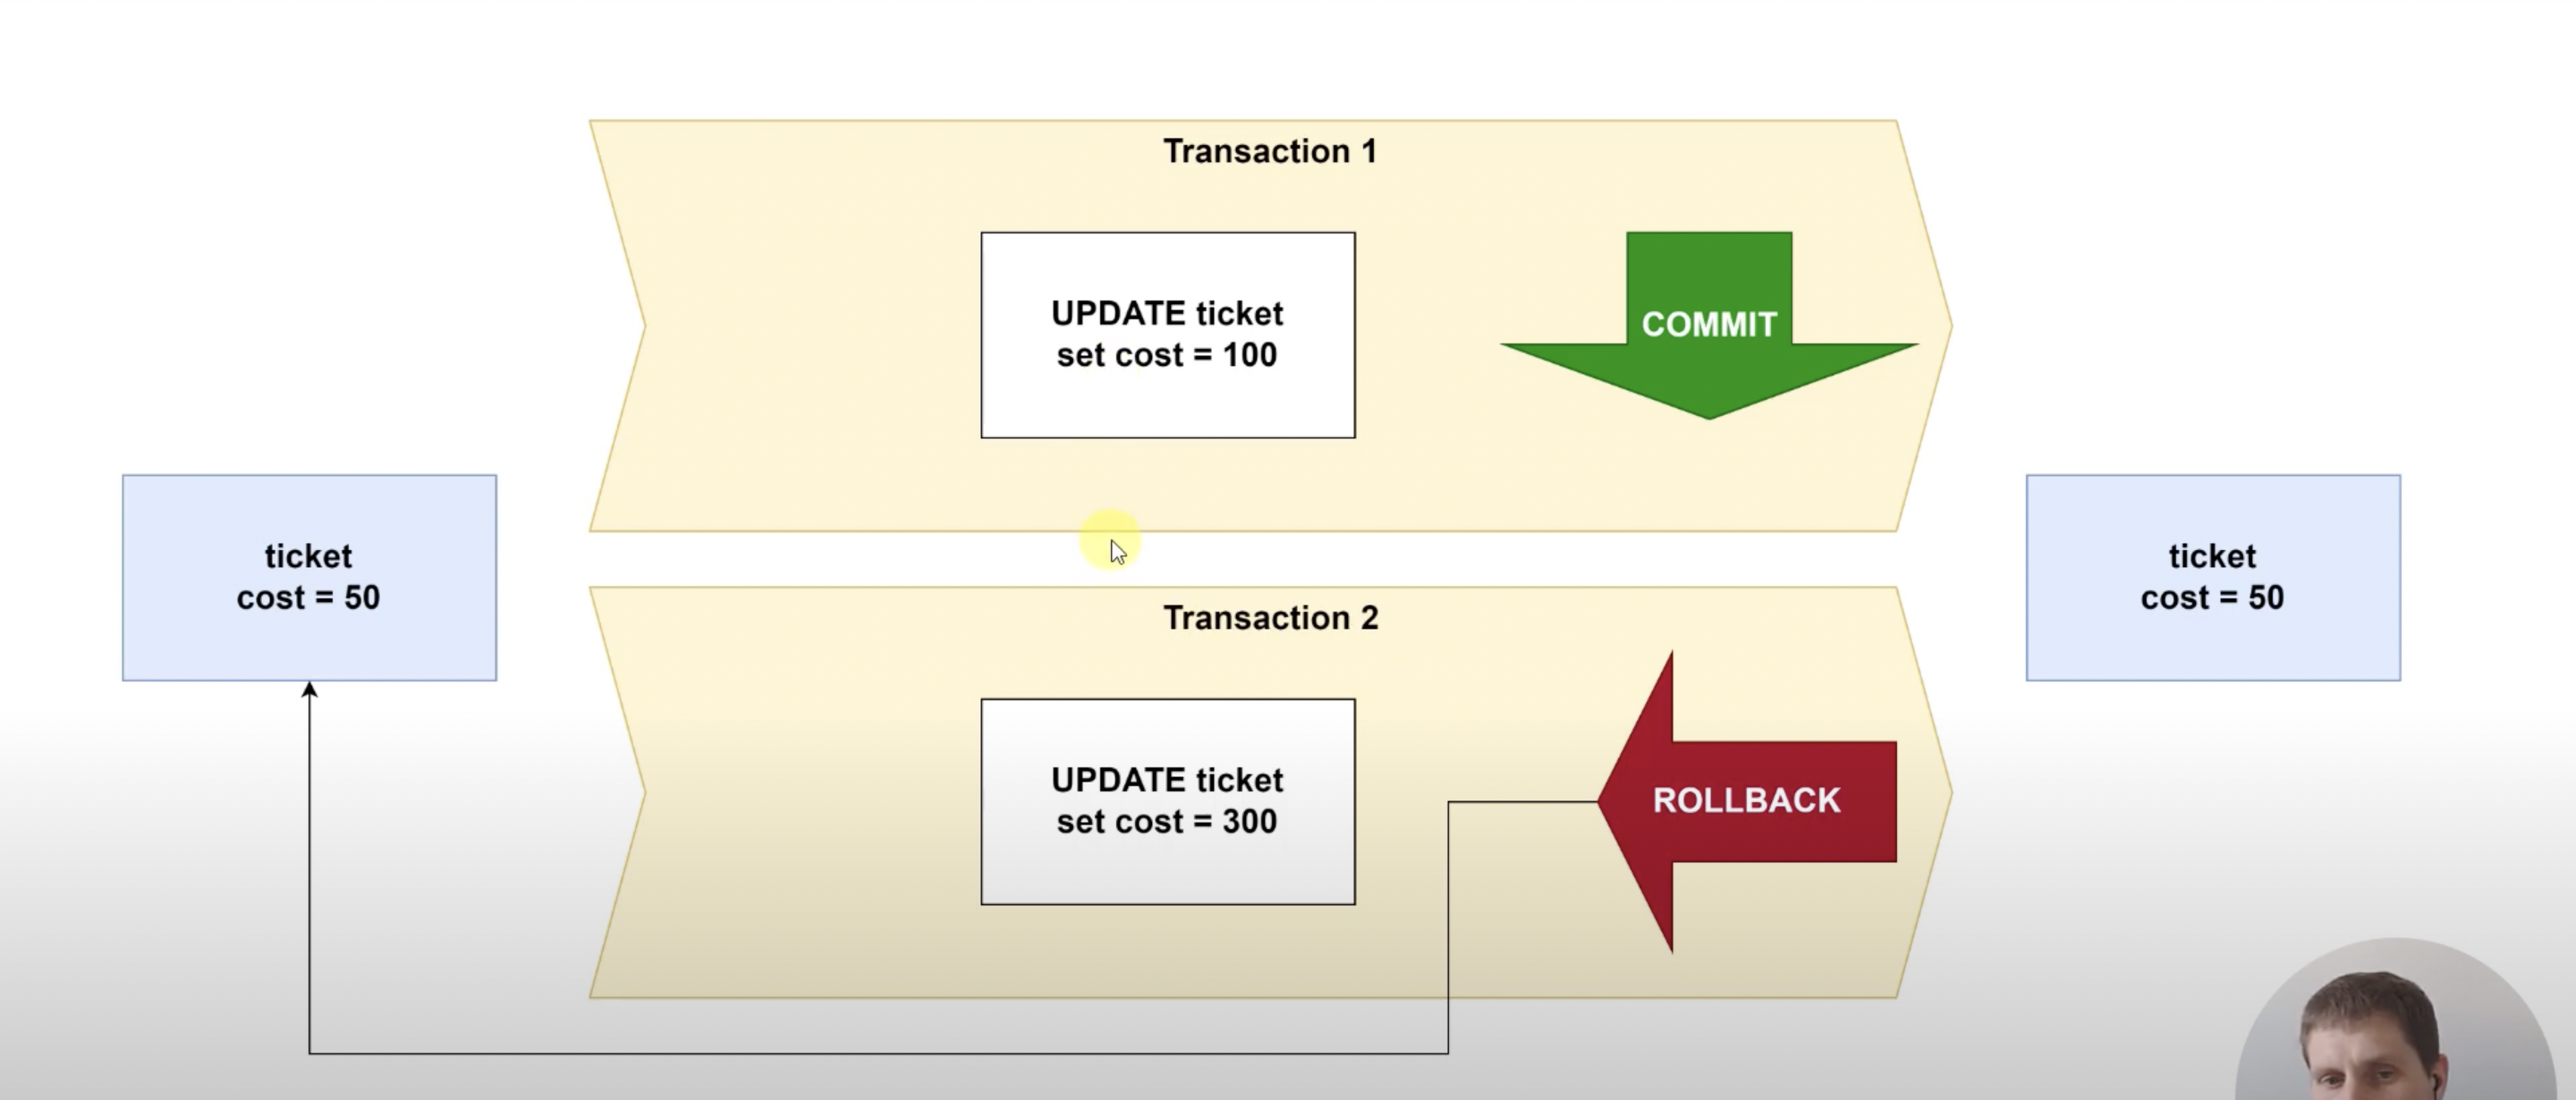 Transaction 1
UPDATE ticket
set cost = 100
COMMIT
ticket
cost = 50
ticket
cost = 50
Transaction 2
UPDATE ticket
set cost = 300
ROLLBACK